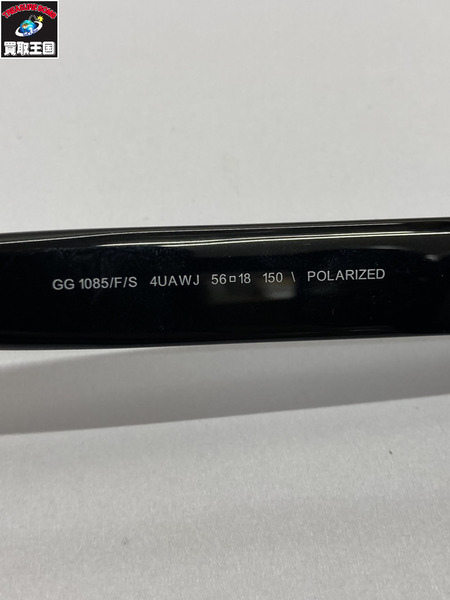 買取王国
GG 1085/F/S 4UAWJ 56□18 150 \ POLARIZED